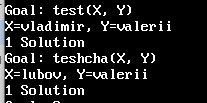 Goal: test(X, Y)
X=vladimir, Y=valerii
1 Solution
Goal: teshcha(X, Y)
X=lubov, Y=valerii
1 Solution